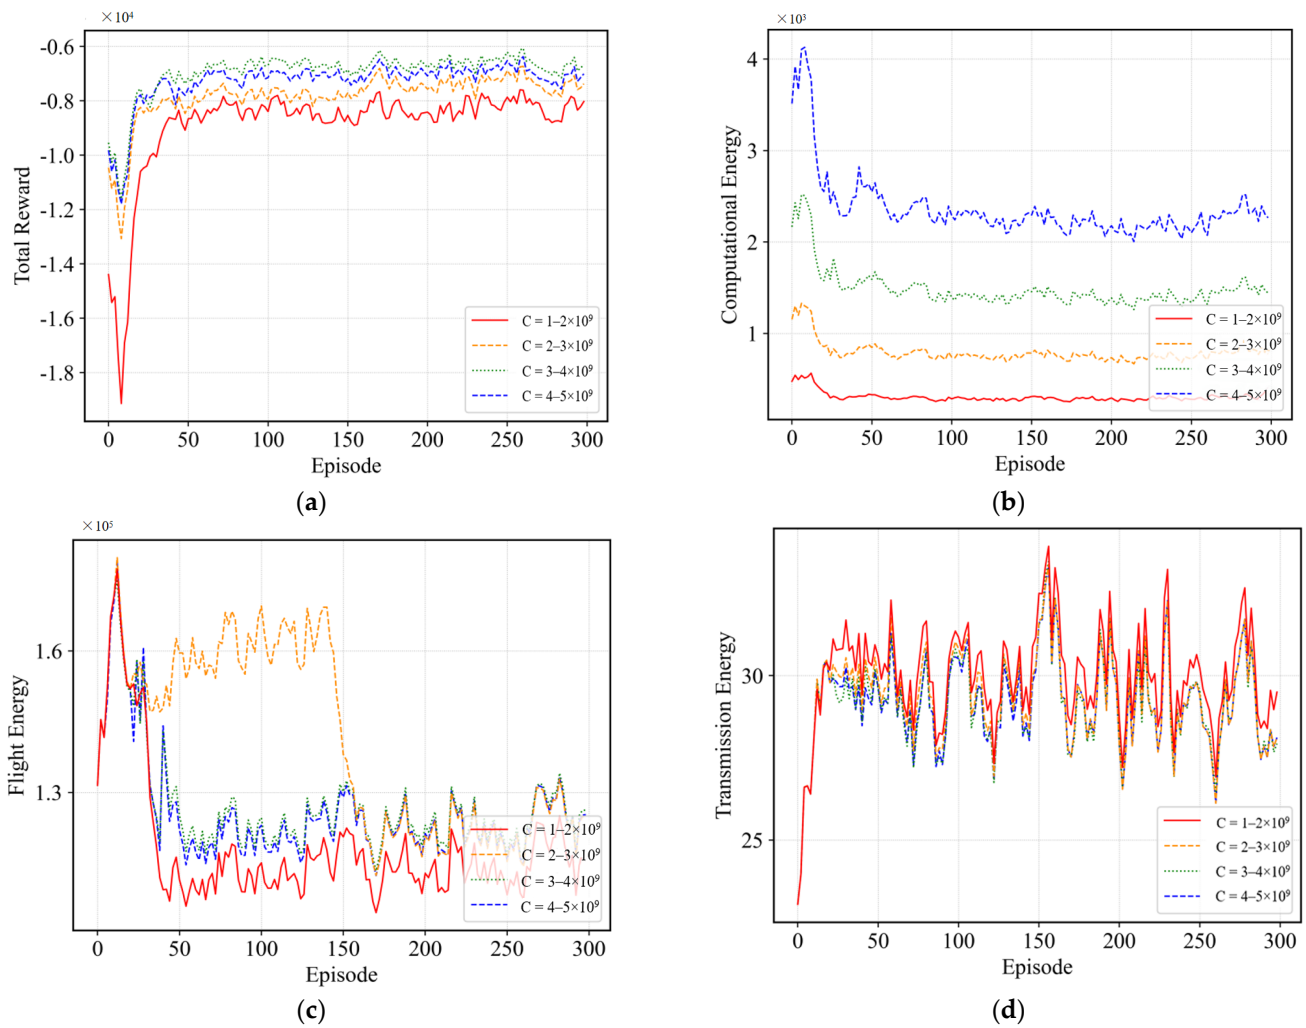 ×10⁴
-0.6
-0.8
-1.0
-1.2
-1.4
-1.6
-1.8
Total Reward
0 50 100 150 200 250 300
Episode
C = 1–2×10⁹
C = 2–3×10⁹
C = 3–4×10⁹
C = 4–5×10⁹
(a)
×10³
4
3
2
1
Computational Energy
0 50 100 150 200 250 300
Episode
C = 1–2×10⁹
C = 2–3×10⁹
C = 3–4×10⁹
C = 4–5×10⁹
(b)
×10⁵
1.6
1.3
Flight Energy
0 50 100 150 200 250 300
Episode
C = 1–2×10⁹
C = 2–3×10⁹
C = 3–4×10⁹
C = 4–5×10⁹
(c)
30
25
Transmission Energy
0 50 100 150 200 250 300
Episode
C = 1–2×10⁹
C = 2–3×10⁹
C = 3–4×10⁹
C = 4–5×10⁹
(d)